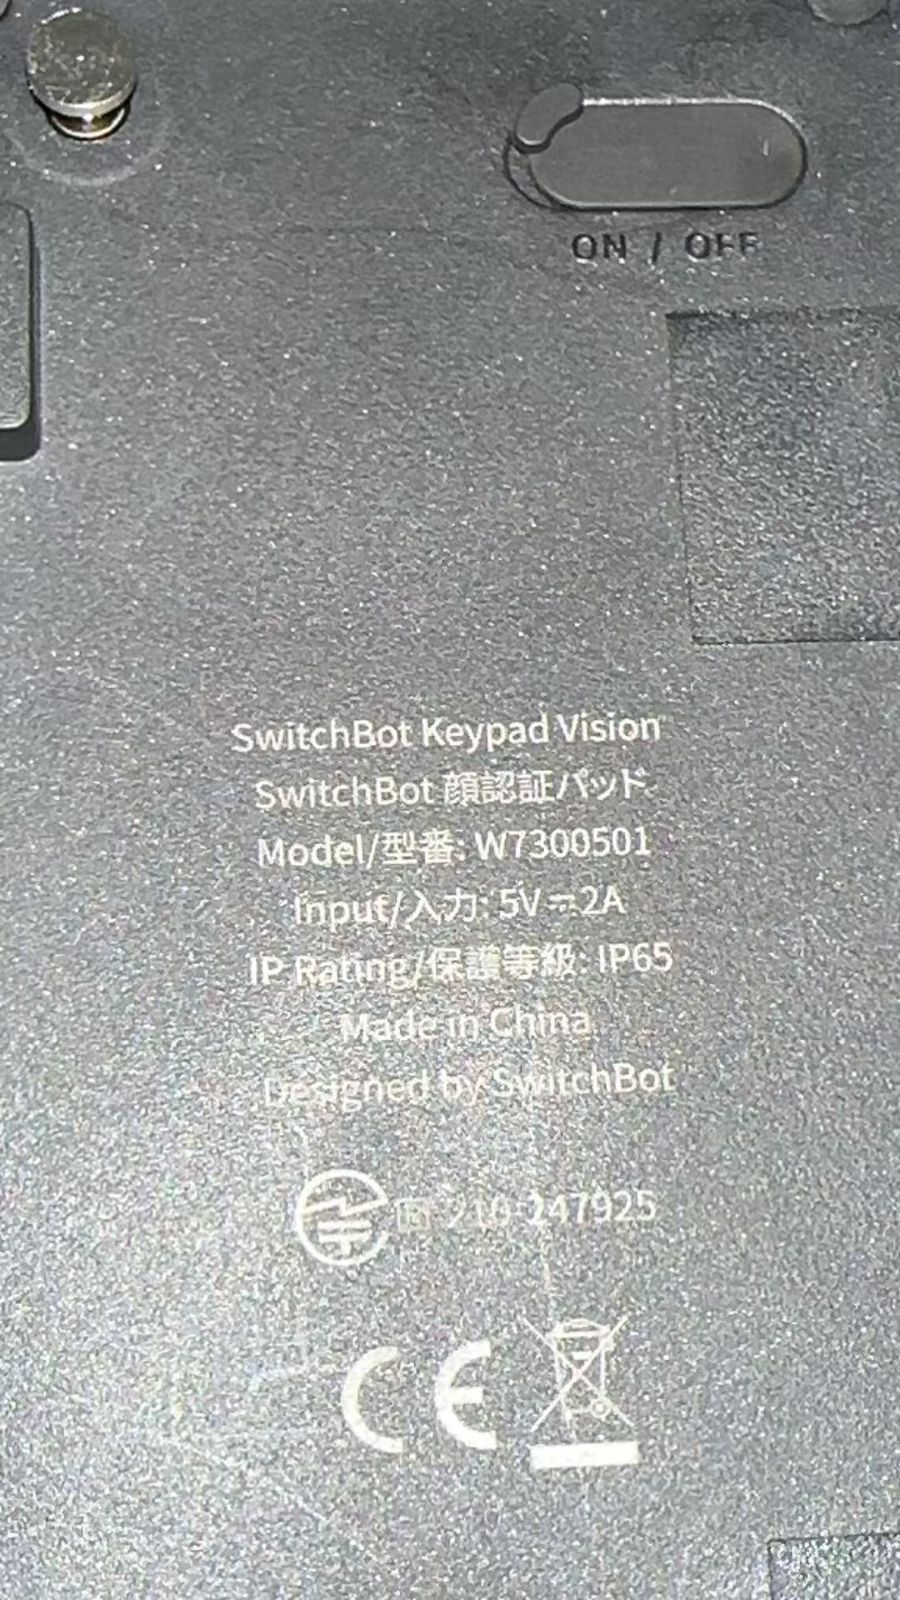 ON / OFF
SwitchBot Keypad Vision
SwitchBot 顔認証パッド
Model/型番: W7300501
Input/入力: 5V⎓2A
IP Rating/保護等級: IP65
Made in China
Designed by SwitchBot
R 210-247925
CE